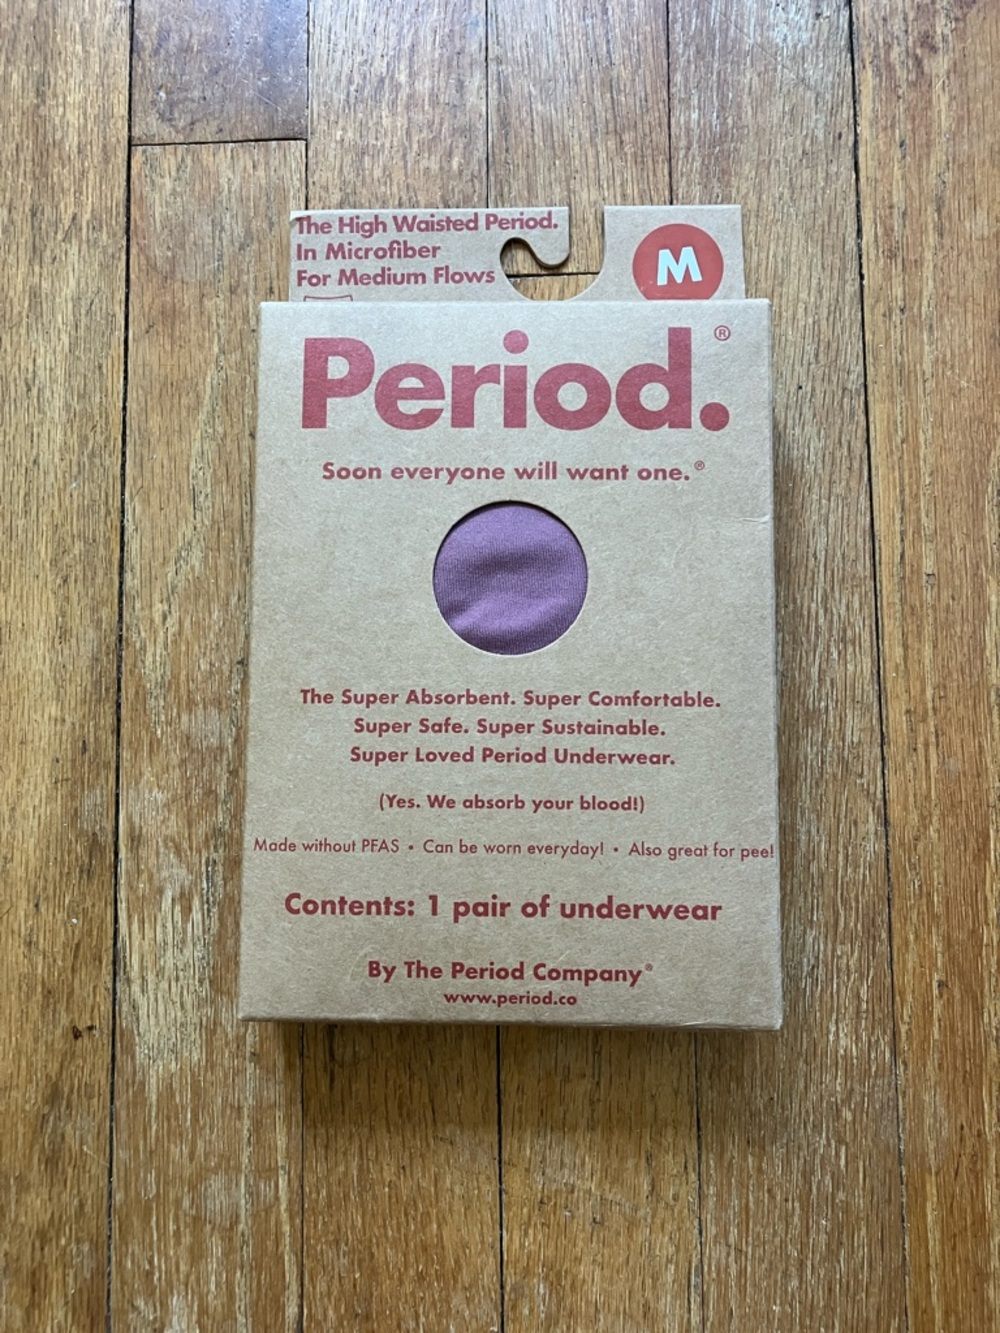 The High Waisted Period.
In Microfiber
For Medium Flows
M
Period.®
Soon everyone will want one.®
The Super Absorbent. Super Comfortable.
Super Safe. Super Sustainable.
Super Loved Period Underwear.
(Yes. We absorb your blood!)
Made without PFAS • Can be worn everyday! • Also great for pee!
Contents: 1 pair of underwear
By The Period Company®
www.period.co